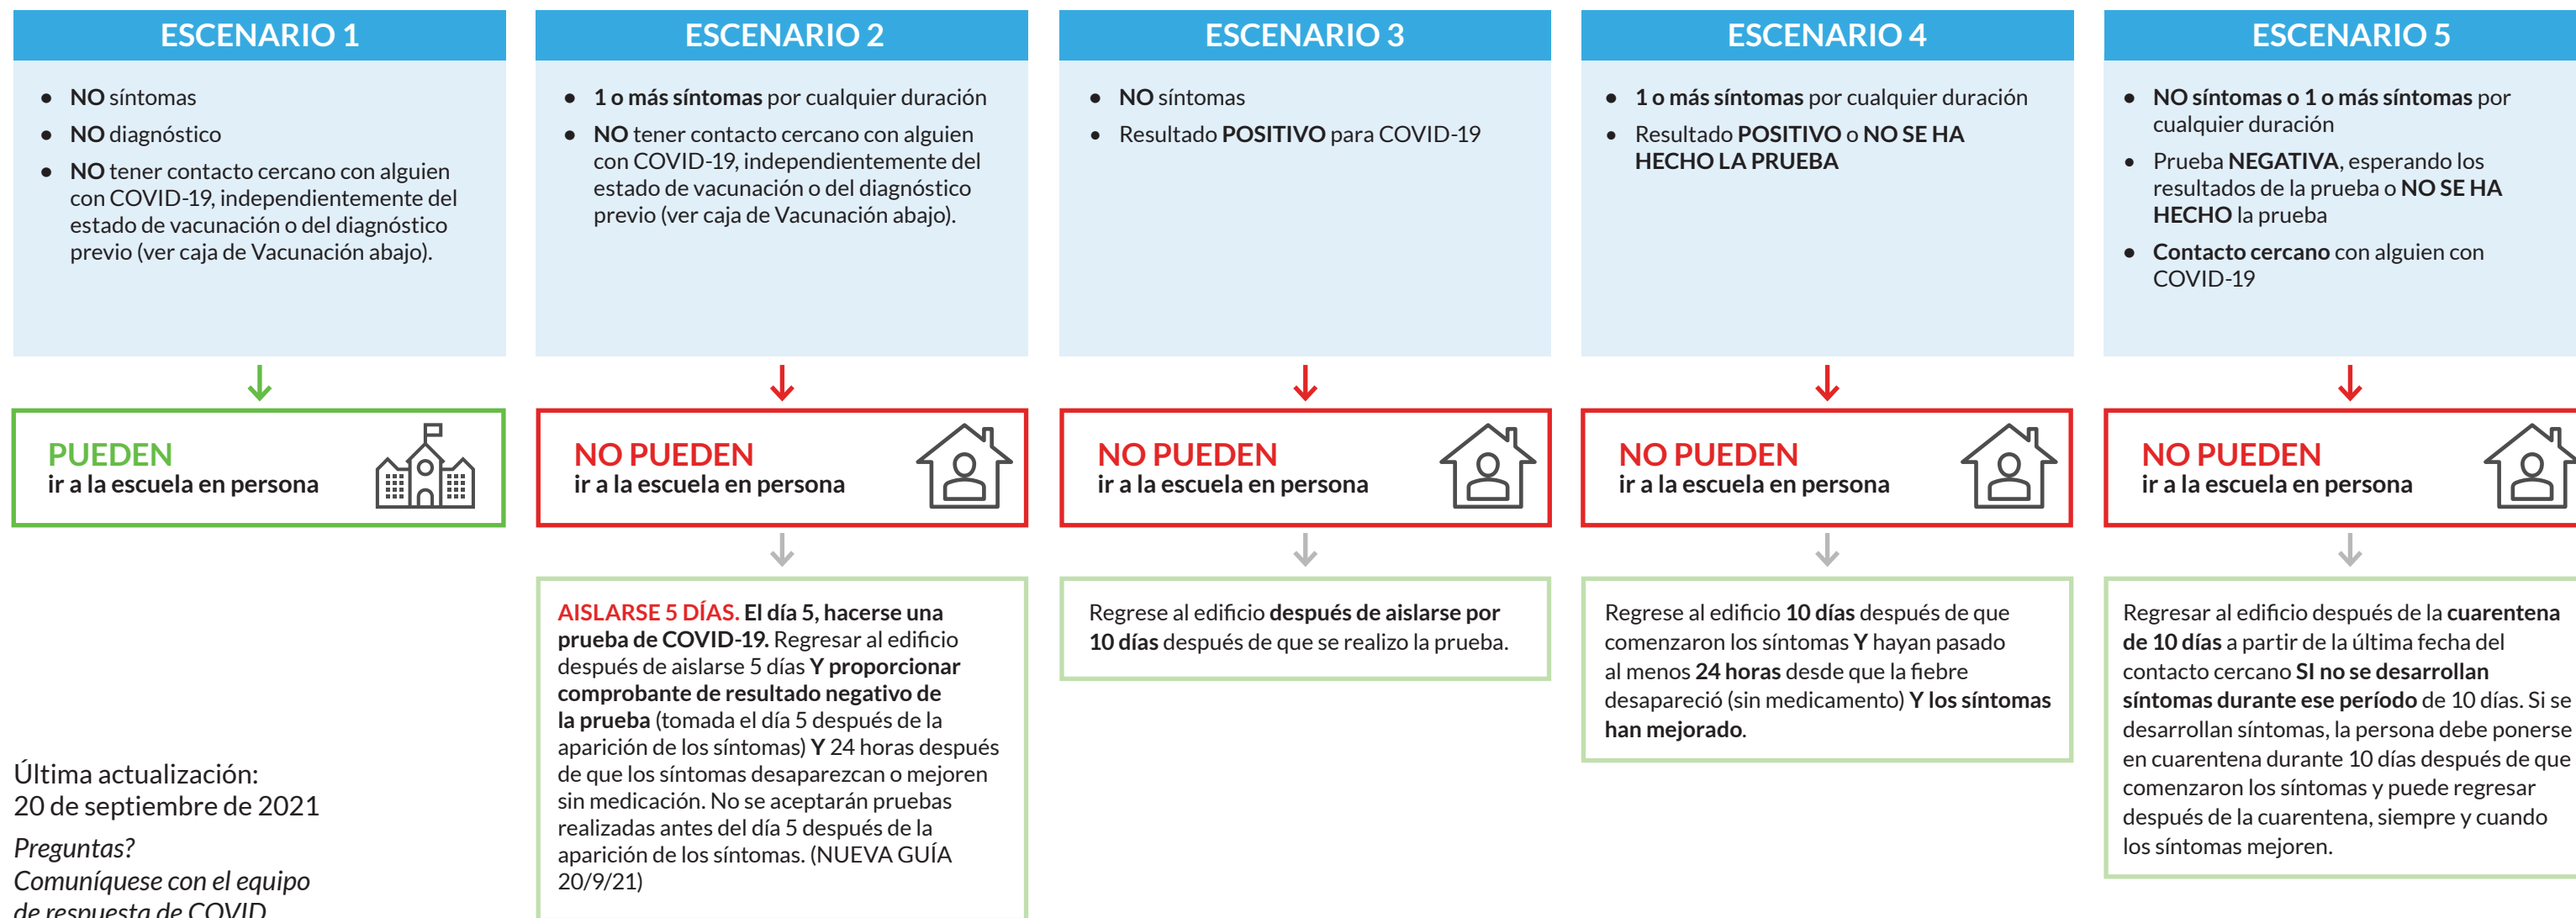 ESCENARIO 1
● NO síntomas
● NO diagnóstico
● NO tener contacto cercano con alguien
con COVID-19, independientemente del
estado de vacunación o del diagnóstico
previo (ver caja de Vacunación abajo).
PUEDEN
ir a la escuela en persona
ESCENARIO 2
● 1 o más síntomas por cualquier duración
● NO tener contacto cercano con alguien
con COVID-19, independientemente del
estado de vacunación o del diagnóstico
previo (ver caja de Vacunación abajo).
NO PUEDEN
ir a la escuela en persona
AISLARSE 5 DÍAS. El día 5, hacerse una
prueba de COVID-19. Regresar al edificio
después de aislarse 5 días Y proporcionar
comprobante de resultado negativo de
la prueba (tomada el día 5 después de la
aparición de los síntomas) Y 24 horas después
de que los síntomas desaparezcan o mejoren
sin medicación. No se aceptarán pruebas
realizadas antes del día 5 después de la
aparición de los síntomas. (NUEVA GUÍA
20/9/21)
ESCENARIO 3
● NO síntomas
● Resultado POSITIVO para COVID-19
NO PUEDEN
ir a la escuela en persona
Regrese al edificio después de aislarse por
10 días después de que se realizo la prueba.
ESCENARIO 4
● 1 o más síntomas por cualquier duración
● Resultado POSITIVO o NO SE HA
HECHO LA PRUEBA
NO PUEDEN
ir a la escuela en persona
Regrese al edificio 10 días después de que
comenzaron los síntomas Y hayan pasado
al menos 24 horas desde que la fiebre
desapareció (sin medicamento) Y los síntomas
han mejorado.
ESCENARIO 5
● NO síntomas o 1 o más síntomas por
cualquier duración
● Prueba NEGATIVA, esperando los
resultados de la prueba o NO SE HA
HECHO la prueba
● Contacto cercano con alguien con
COVID-19
NO PUEDEN
ir a la escuela en persona
Regresar al edificio después de la cuarentena
de 10 días a partir de la última fecha del
contacto cercano SI no se desarrollan
síntomas durante ese período de 10 días. Si se
desarrollan síntomas, la persona debe ponerse
en cuarentena durante 10 días después de que
comenzaron los síntomas y puede regresar
después de la cuarentena, siempre y cuando
los síntomas mejoren.
Última actualización:
20 de septiembre de 2021
Preguntas?
Comuníquese con el equipo
de respuesta de COVID